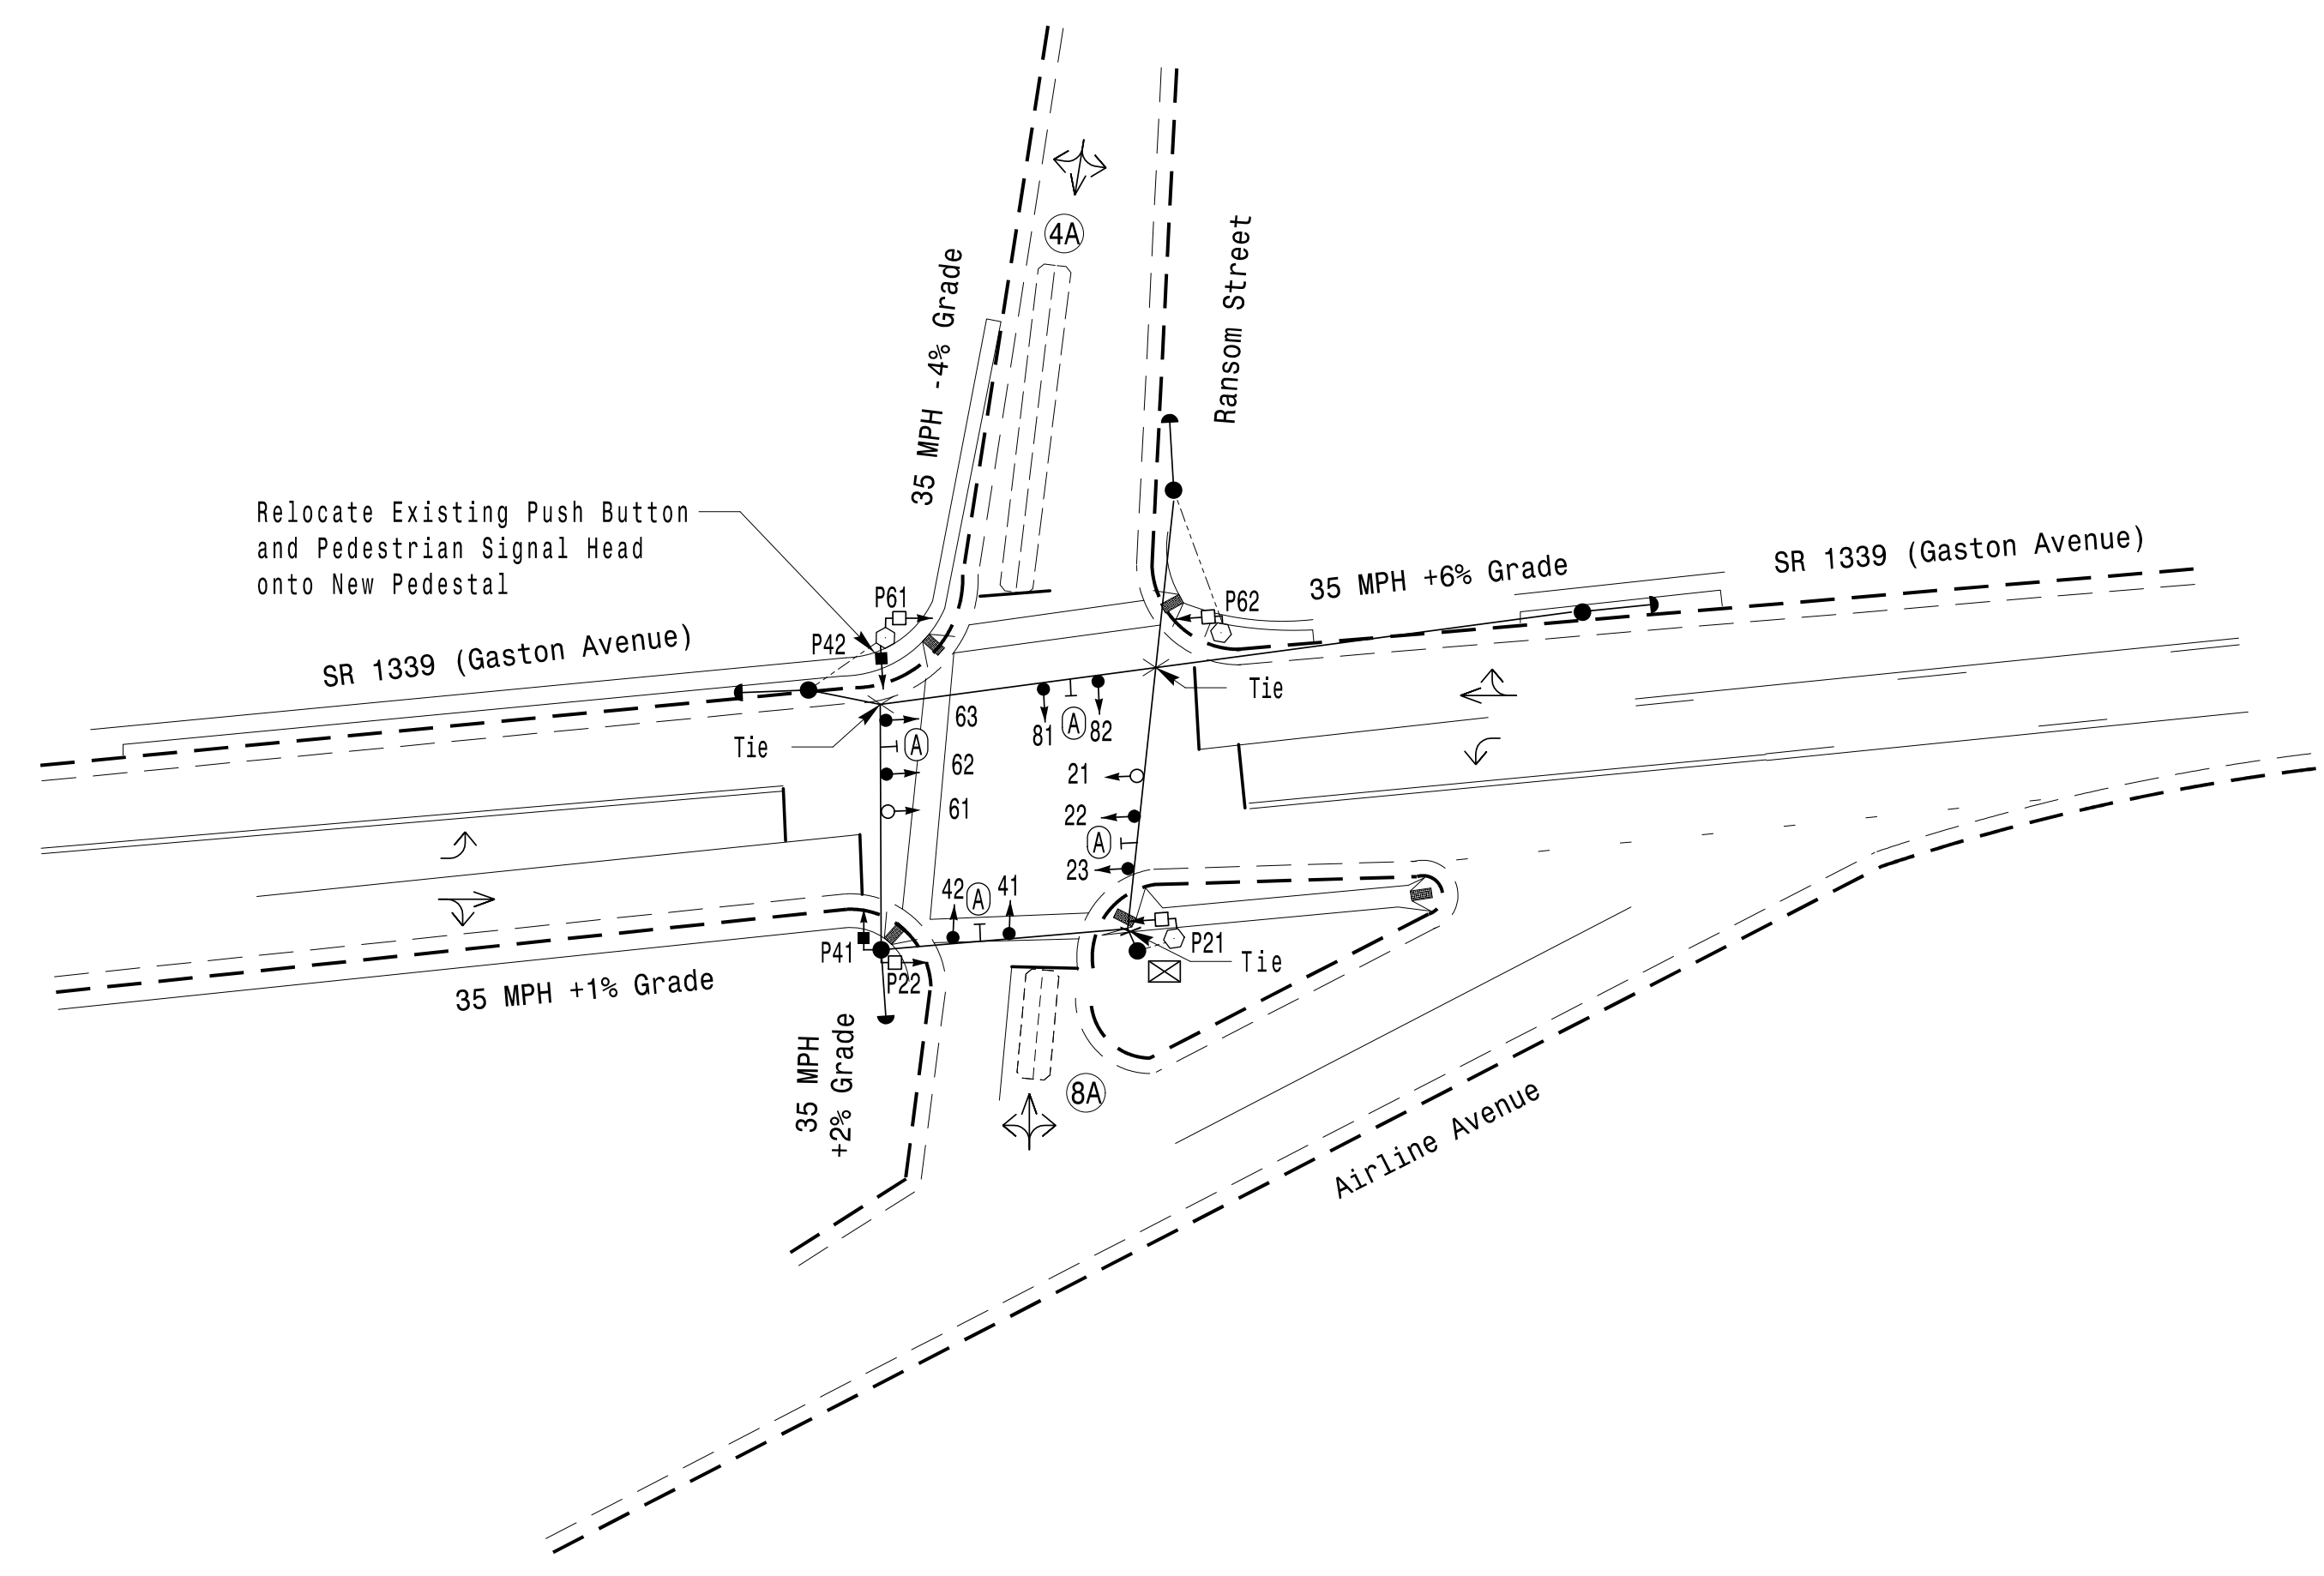 4A
Ransom Street
35 MPH -4% Grade
Relocate Existing Push Button
and Pedestrian Signal Head
onto New Pedestal
SR 1339 (Gaston Avenue)
35 MPH +6% Grade
P61
P62
P42
SR 1339 (Gaston Avenue)
Tie
63
Tie
81
A
82
A
62
21
61
22
A
23
42
A
41
P41
P22
P21
Tie
35 MPH +1% Grade
35 MPH
+2% Grade
8A
Airline Avenue